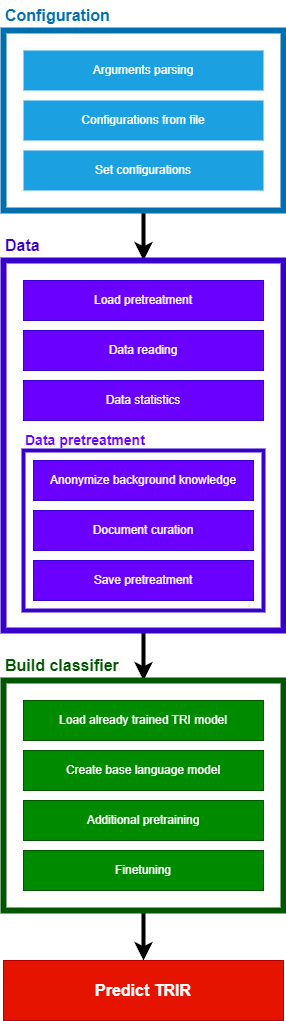 Configuration
Arguments parsing
Configurations from file
Set configurations
Data
Load pretreatment
Data reading
Data statistics
Data pretreatment
Anonymize background knowledge
Document curation
Save pretreatment
Build classifier
Load already trained TRI model
Create base language model
Additional pretraining
Finetuning
Predict TRIR